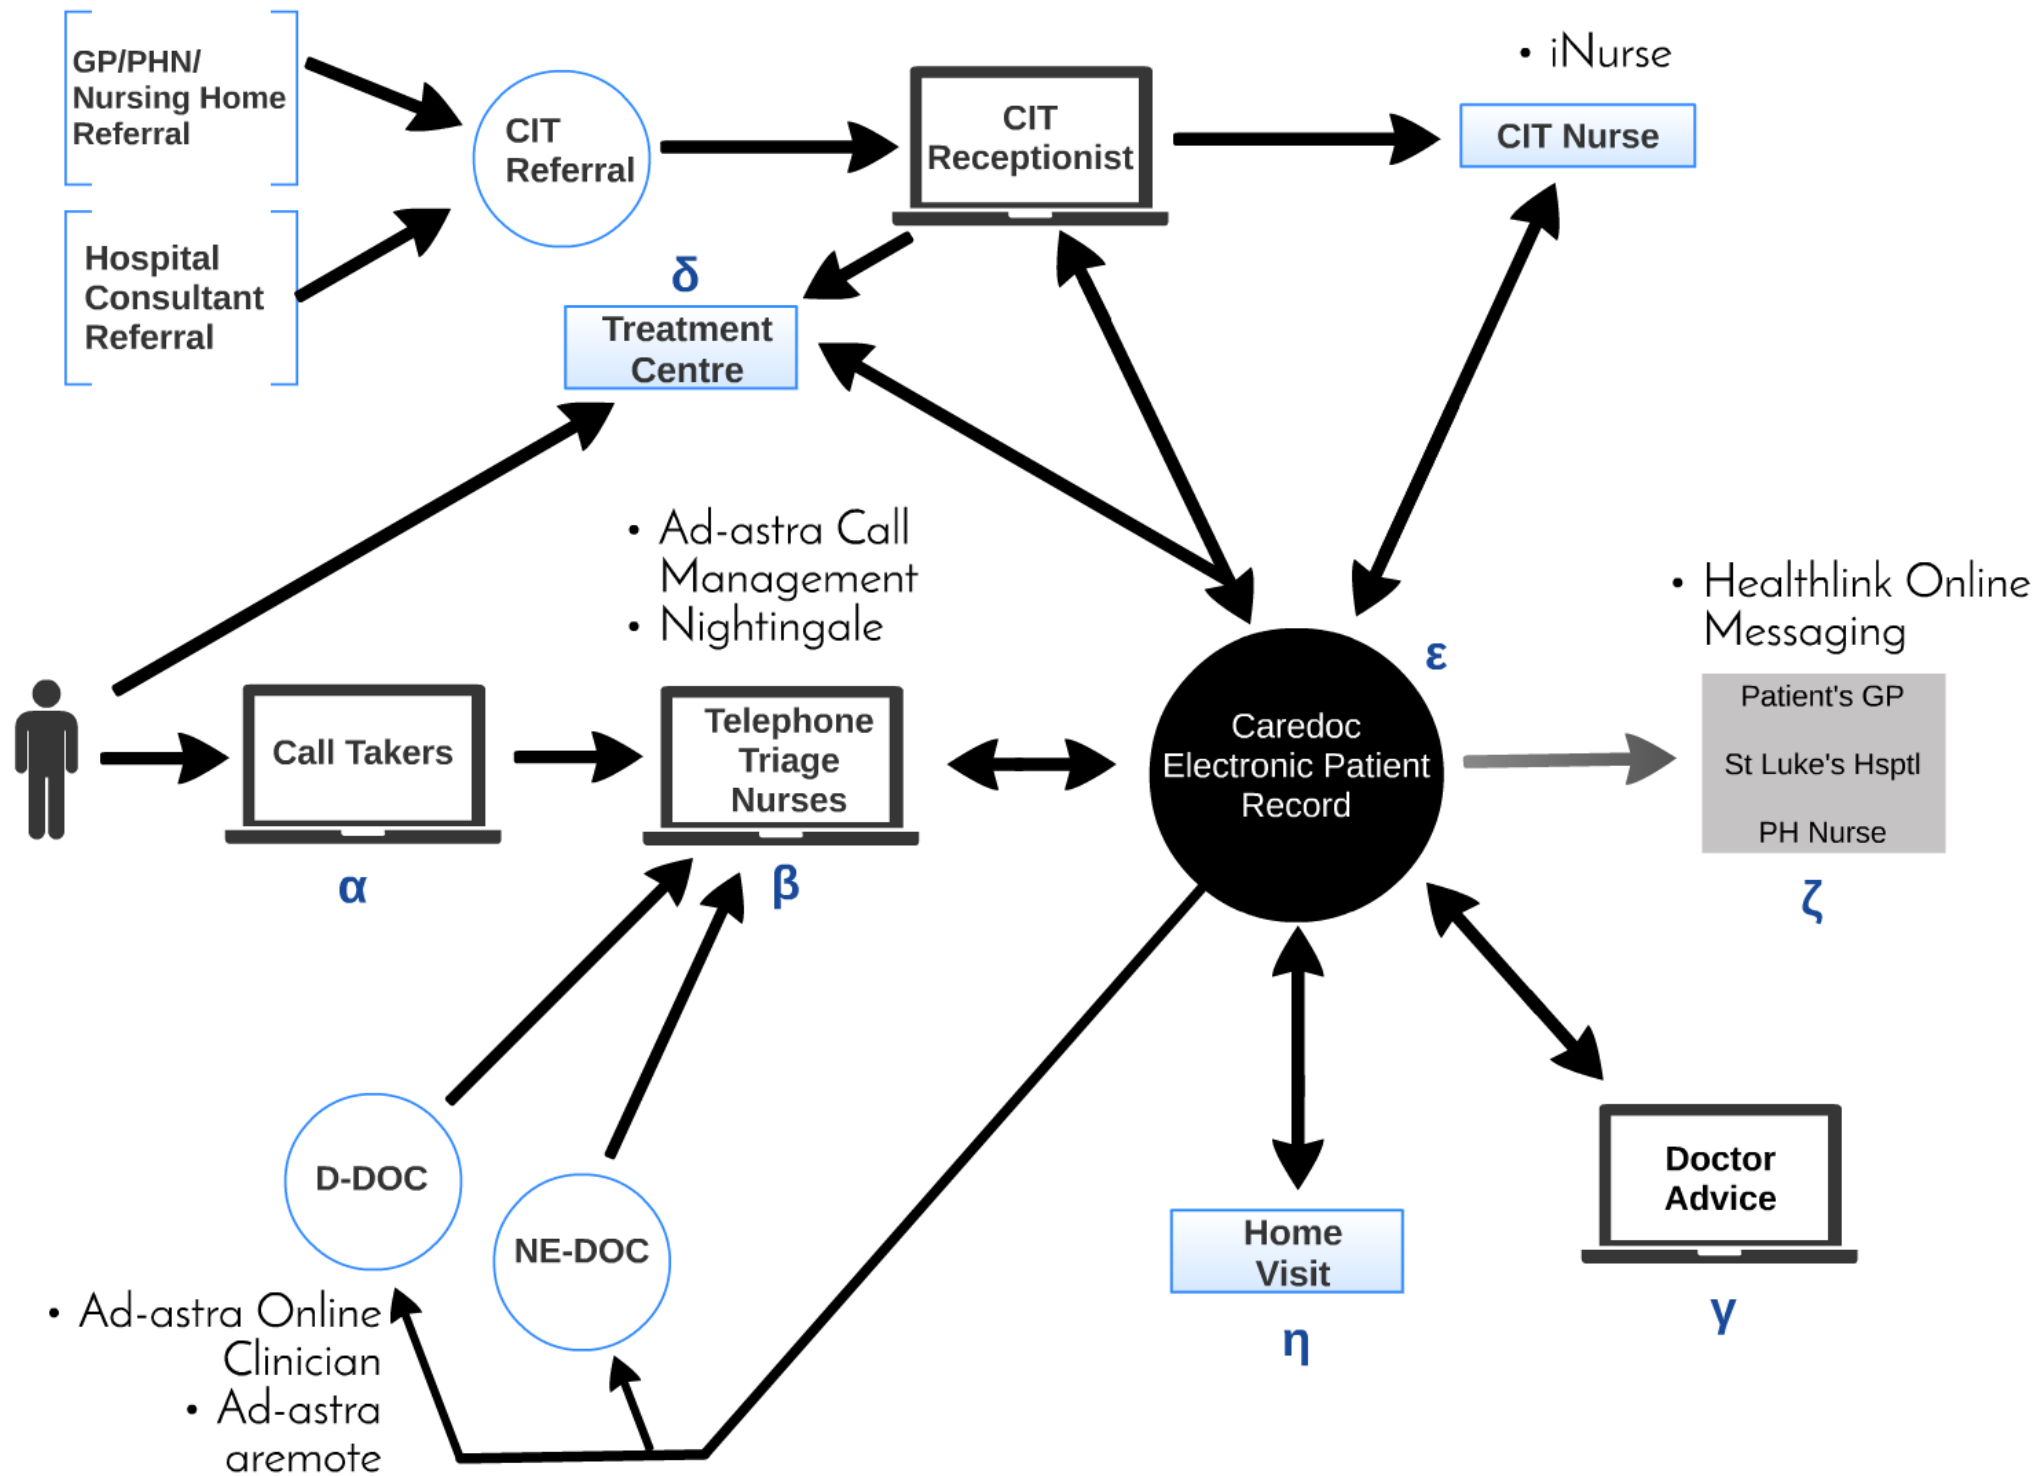 GP/PHN/
Nursing Home
Referral
CIT
Referral
CIT
Receptionist
• iNurse
CIT Nurse
Hospital
Consultant
Referral
δ
Treatment
Centre
• Ad-astra Call
Management
• Nightingale
• Healthlink Online
Messaging
ε
Call Takers
α
Telephone
Triage
Nurses
β
Caredoc
Electronic Patient
Record
Patient's GP
St Luke's Hsptl
PH Nurse
ζ
D-DOC
NE-DOC
• Ad-astra Online
Clinician
• Ad-astra
aremote
Home
Visit
η
Doctor
Advice
γ